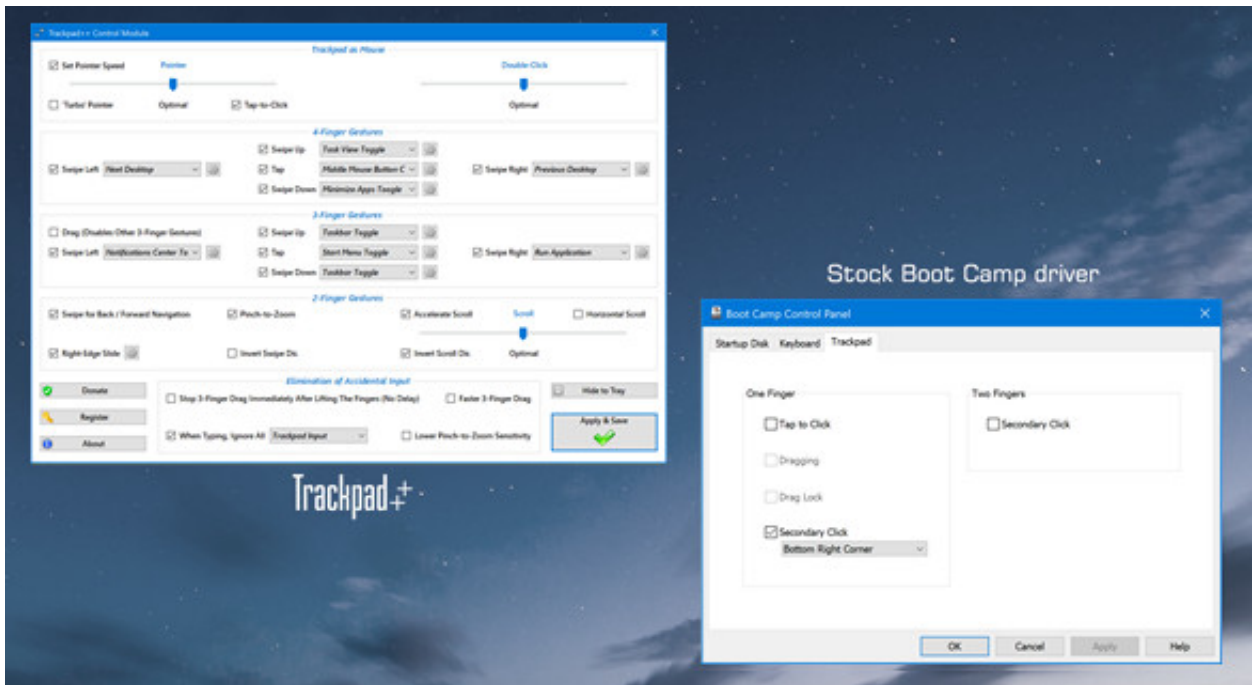 Trackpad++ Control Module
Trackpad as Mouse
Set Pointer Speed Pointer Double-Click
'Turbo' Pointer Optimal Tap-to-Click Optimal
4-Finger Gestures
Swipe Up Task View Toggle
Swipe Left Next Desktop Tap Middle Mouse Button C Swipe Right Previous Desktop
Swipe Down Minimize Apps Toogle
3-Finger Gestures
Drag (Disables Other 3-Finger Gestures) Swipe Up Taskbar Toggle
Swipe Left Notifications Center To Tap Start Menu Toggle Swipe Right Run Application
Swipe Down Taskbar Toggle
2-Finger Gestures
Swipe for Back / Forward Navigation Pinch-to-Zoom Accelerate Scroll Scroll Horizontal Scroll
Right-Edge Slide Invert Swipe Dir. Invert Scroll Dir. Optimal
Elimination of Accidental Input
Donate Stop 3-Finger Drag Immediately After Lifting The Fingers (No Delay) Faster 3-Finger Drag Hide to Tray
Register Apply & Save
About When Typing, Ignore All Trackpad Input Lower Pinch-to-Zoom Sensitivity
Trackpad++
Stock Boot Camp driver
Boot Camp Control Panel
Startup Disk Keyboard Trackpad
One Finger Two Fingers
Tap to Click Secondary Click
Dragging
Drag Lock
Secondary Click
Bottom Right Corner
OK Cancel Apply Help